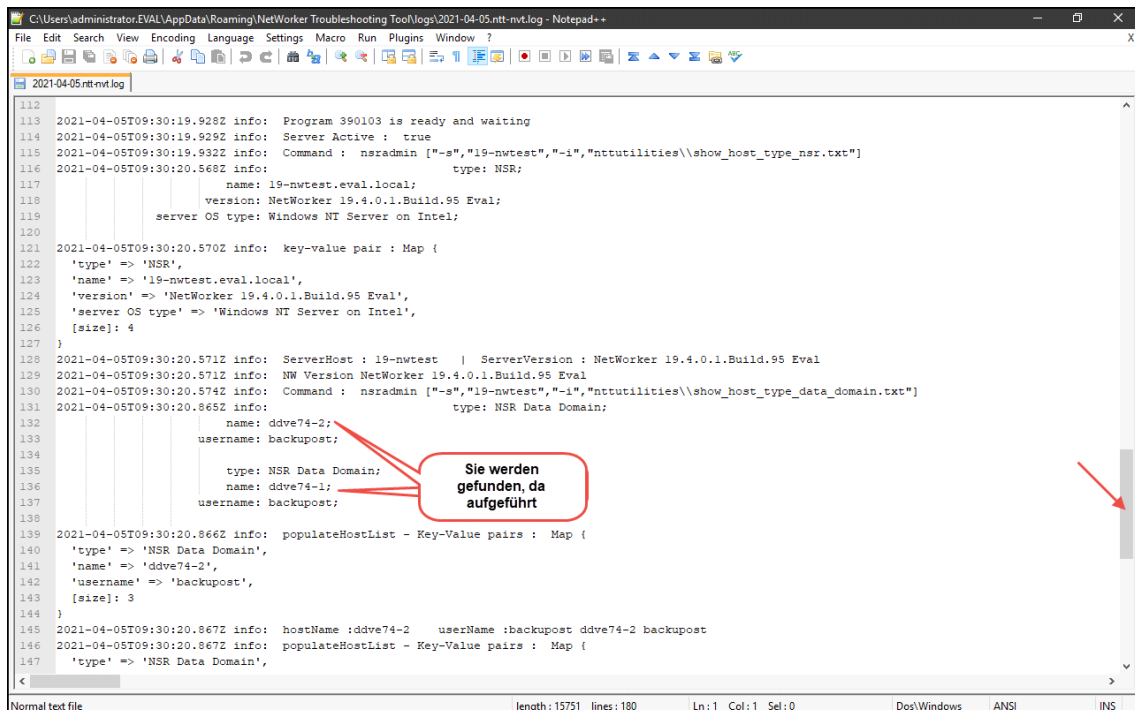 C:\Users\administrator.EVAL\AppData\Roaming\NetWorker Troubleshooting Tool\logs\2021-04-05.ntt-nvt.log - Notepad++
File Edit Search View Encoding Language Settings Macro Run Plugins Window ? X
2021-04-05.ntt-nvt.log
112
113 2021-04-05T09:30:19.928Z info: Program 390103 is ready and waiting
114 2021-04-05T09:30:19.929Z info: Server Active : true
115 2021-04-05T09:30:19.932Z info: Command : nsradmin ["-s","19-nwtest","-i","nttutilities\\show_host_type_nsr.txt"]
116 2021-04-05T09:30:20.568Z info: type: NSR;
117 name: 19-nwtest.eval.local;
118 version: NetWorker 19.4.0.1.Build.95 Eval;
119 server OS type: Windows NT Server on Intel;
120
121 2021-04-05T09:30:20.570Z info: key-value pair : Map {
122 'type' => 'NSR',
123 'name' => '19-nwtest.eval.local',
124 'version' => 'NetWorker 19.4.0.1.Build.95 Eval',
125 'server OS type' => 'Windows NT Server on Intel',
126 [size]: 4
127 }
128 2021-04-05T09:30:20.571Z info: ServerHost : 19-nwtest | ServerVersion : NetWorker 19.4.0.1.Build.95 Eval
129 2021-04-05T09:30:20.571Z info: NW Version NetWorker 19.4.0.1.Build.95 Eval
130 2021-04-05T09:30:20.574Z info: Command : nsradmin ["-s","19-nwtest","-i","nttutilities\\show_host_type_data_domain.txt"]
131 2021-04-05T09:30:20.865Z info: type: NSR Data Domain;
132 name: ddve74-2;
133 username: backupost;
134
135 type: NSR Data Domain;
136 name: ddve74-1;
137 username: backupost;
138
Sie werden
gefunden, da
aufgeführt
139 2021-04-05T09:30:20.866Z info: populateHostList - Key-Value pairs : Map {
140 'type' => 'NSR Data Domain',
141 'name' => 'ddve74-2',
142 'username' => 'backupost',
143 [size]: 3
144 }
145 2021-04-05T09:30:20.867Z info: hostName :ddve74-2 userName :backupost ddve74-2 backupost
146 2021-04-05T09:30:20.867Z info: populateHostList - Key-Value pairs : Map {
147 'type' => 'NSR Data Domain',
Normal text file length : 15751 lines : 180 Ln : 1 Col : 1 Sel : 0 Dos\Windows ANSI INS